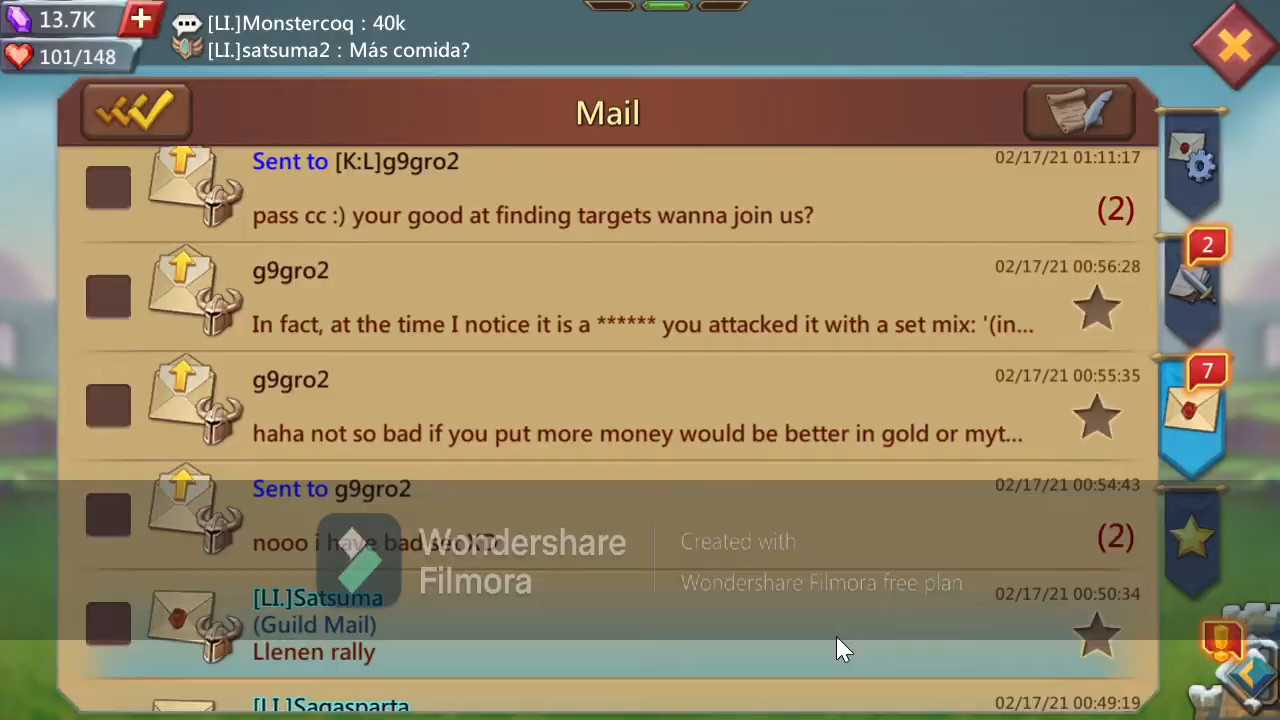 13.7K
[LI.]Monstercoq : 40k
101/148
[LI.]satsuma2 : Más comida?
Mail
Sent to [K:L]g9gro2
02/17/21 01:11:17
pass cc :) your good at finding targets wanna join us?
(2)
2
g9gro2
02/17/21 00:56:28
In fact, at the time I notice it is a ****** you attacked it with a set mix: '(in...
g9gro2
02/17/21 00:55:35
7
haha not so bad if you put more money would be better in gold or myt...
Sent to g9gro2
02/17/21 00:54:43
nooo i have bad set XD
(2)
Wondershare
Filmora
Created with
Wondershare Filmora free plan
[LI.]Satsuma
02/17/21 00:50:34
(Guild Mail)
Llenen rally
[LI.]Sagasparta
02/17/21 00:49:19